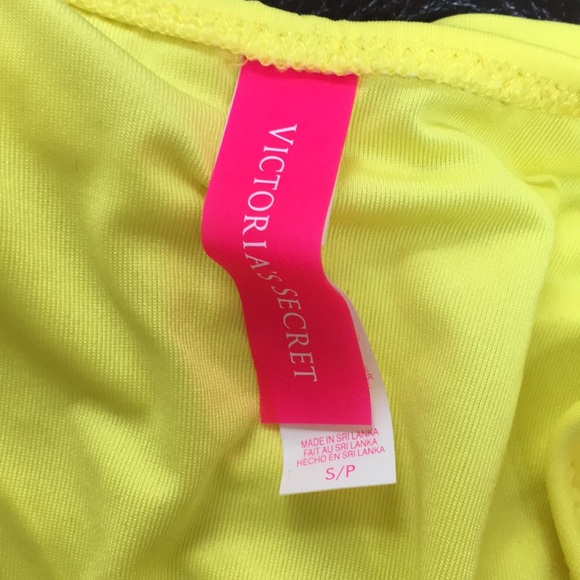 VICTORIA'S SECRET
MADE IN SRI LANKA
FAIT AU SRI LANKA
HECHO EN SRI LANKA
S/P